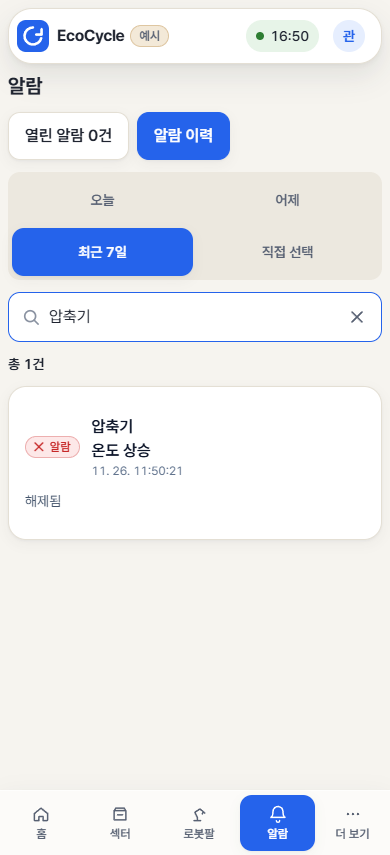 EcoCycle 예시 16:50 관
알람
열린 알람 0건 알람 이력
오늘 어제
최근 7일 직접 선택
압축기
총 1건
압축기
알람 온도 상승
11. 26. 11:50:21
해제됨
홈 섹터 로봇팔 알람 더 보기